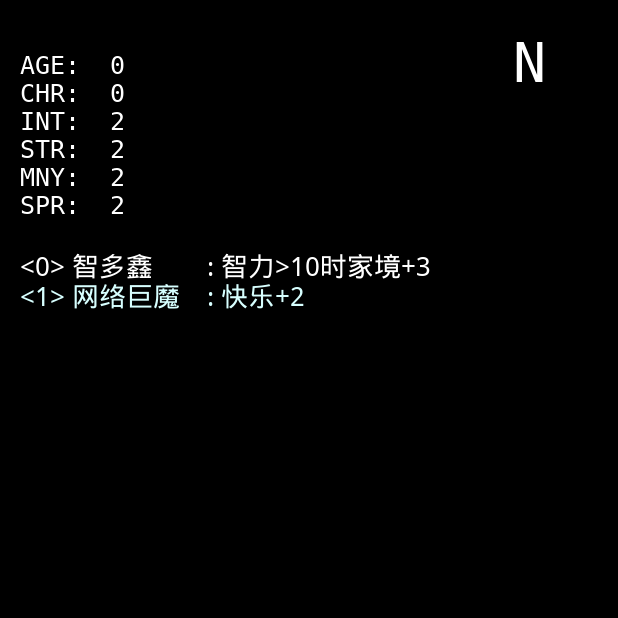 N
AGE: 0
CHR: 0
INT: 2
STR: 2
MNY: 2
SPR: 2
<0> 智多鑫 : 智力>10时家境+3
<1> 网络巨魔 : 快乐+2